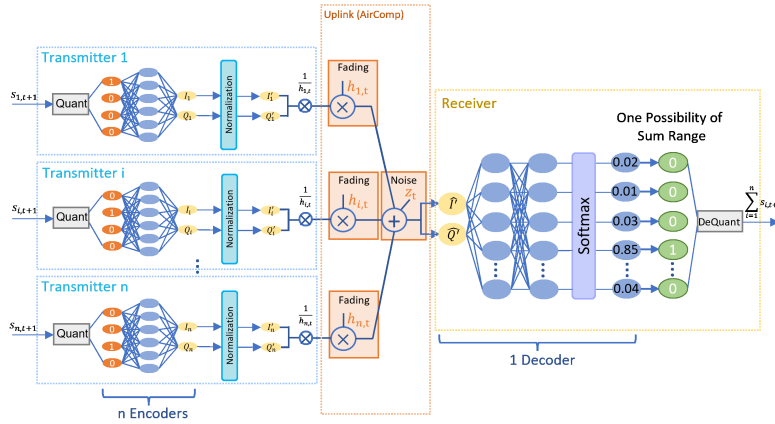 Uplink (AirComp)
Transmitter 1
S1,t+1
Quant
1
0
0
0
I1
Q1
Normalization
I'1
Q'1
1
h1,t
Fading
h1,t
Transmitter i
Si,t+1
Quant
0
1
0
0
Ii
Qi
Normalization
I'i
Q'i
1
hi,t
Fading
hi,t
Noise
zt
Transmitter n
Sn,t+1
Quant
0
0
1
0
In
Qn
Normalization
I'n
Q'n
1
hn,t
Fading
hn,t
n Encoders
Receiver
Î'
Q̂'
Softmax
One Possibility of
Sum Range
0.02
0
0.01
0
0.03
0
0.85
1
0.04
0
DeQuant
n
∑ si,t+
i=1
1 Decoder